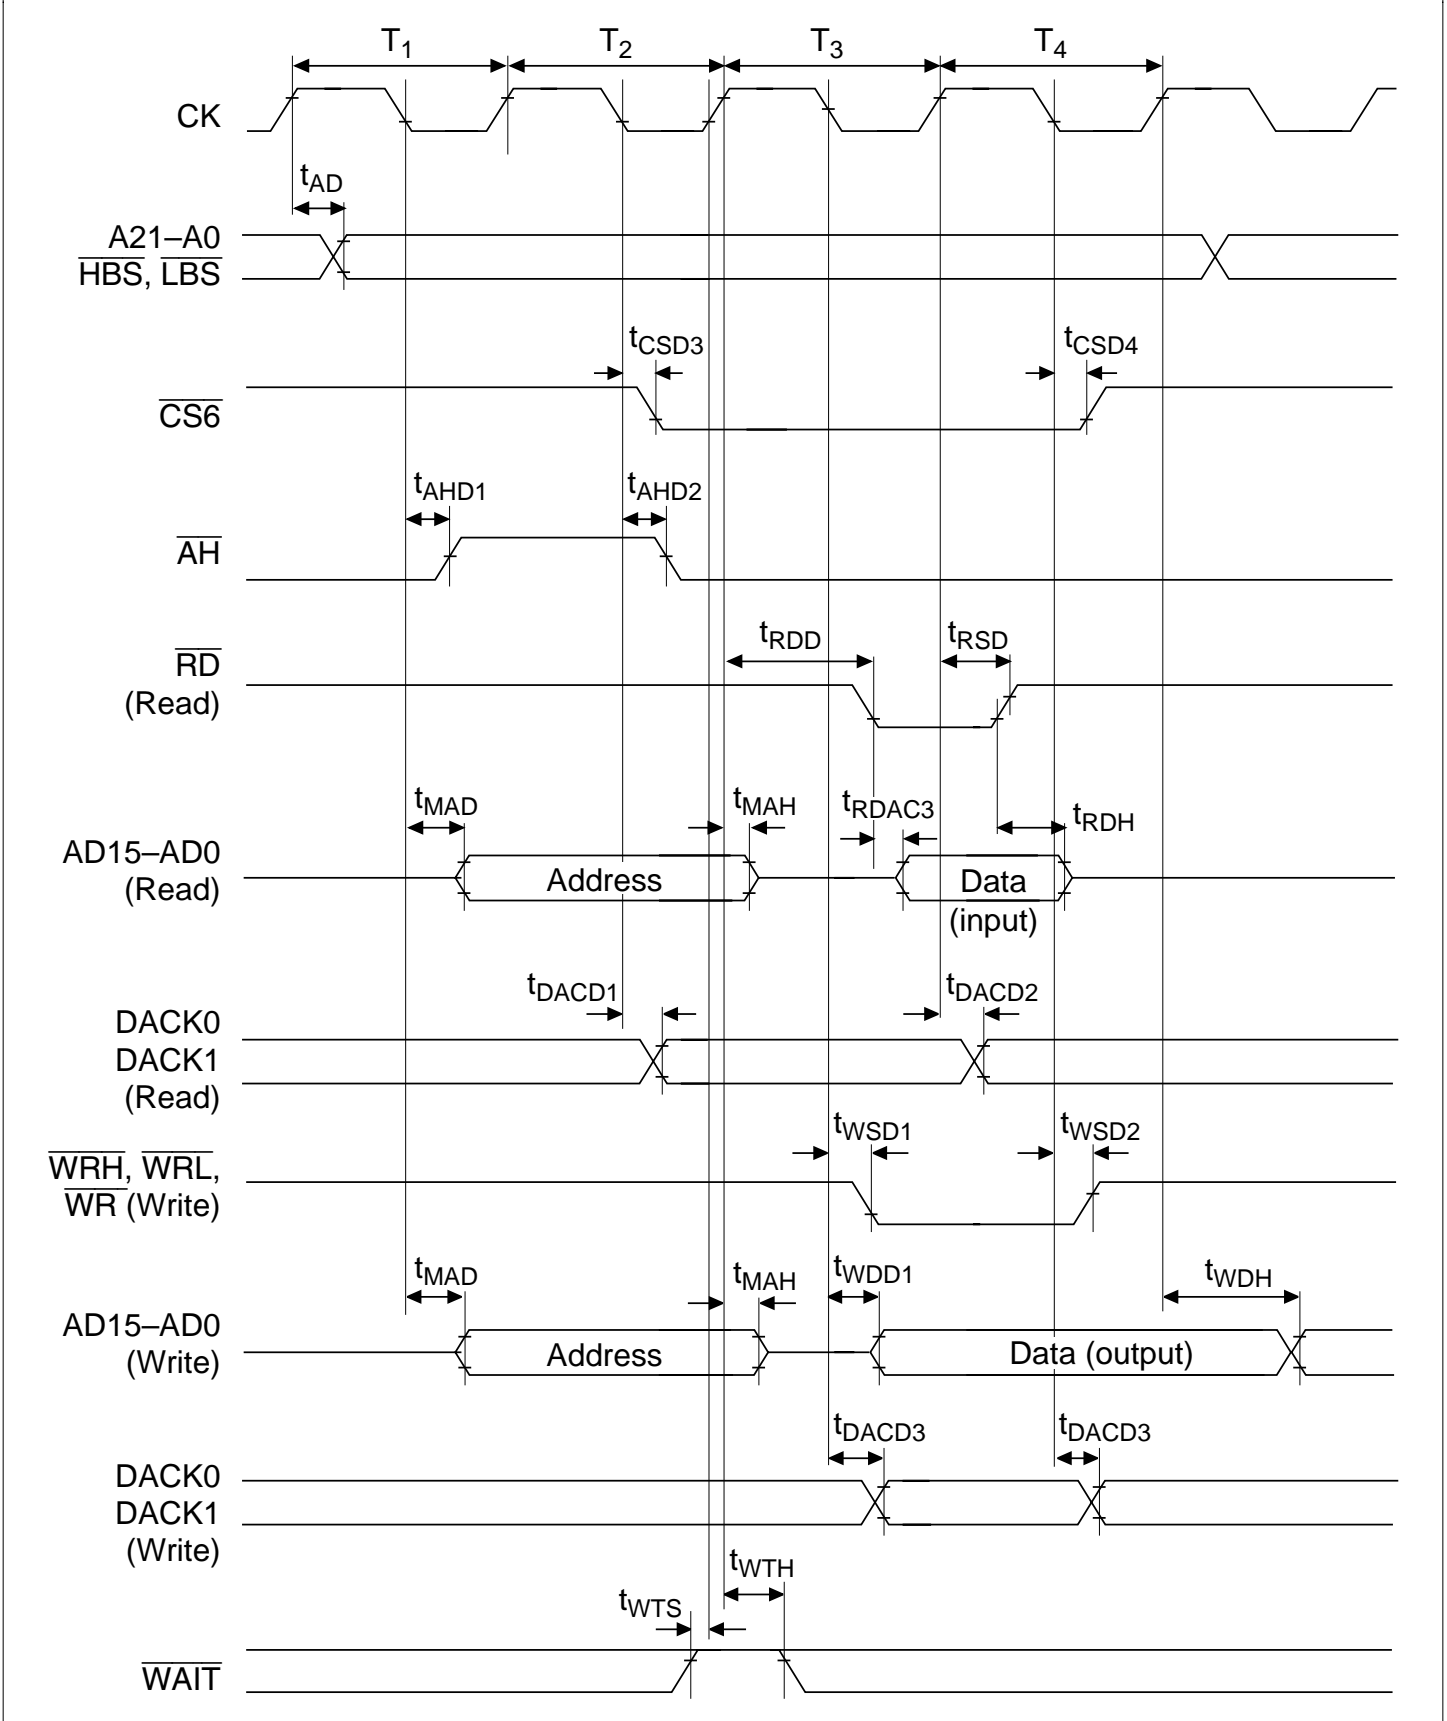 T1 T2 T3 T4
CK
tAD
A21–A0
HBS, LBS
tCSD3 tCSD4
CS6
tAHD1 tAHD2
AH
tRDD tRSD
RD
(Read)
tMAD tMAH tRDAC3 tRDH
AD15–AD0
(Read)
Address Data
(input)
tDACD1 tDACD2
DACK0
DACK1
(Read)
tWSD1 tWSD2
WRH, WRL,
WR (Write)
tMAD tMAH tWDD1 tWDH
AD15–AD0
(Write)
Address Data (output)
tDACD3 tDACD3
DACK0
DACK1
(Write)
tWTH
tWTS
WAIT